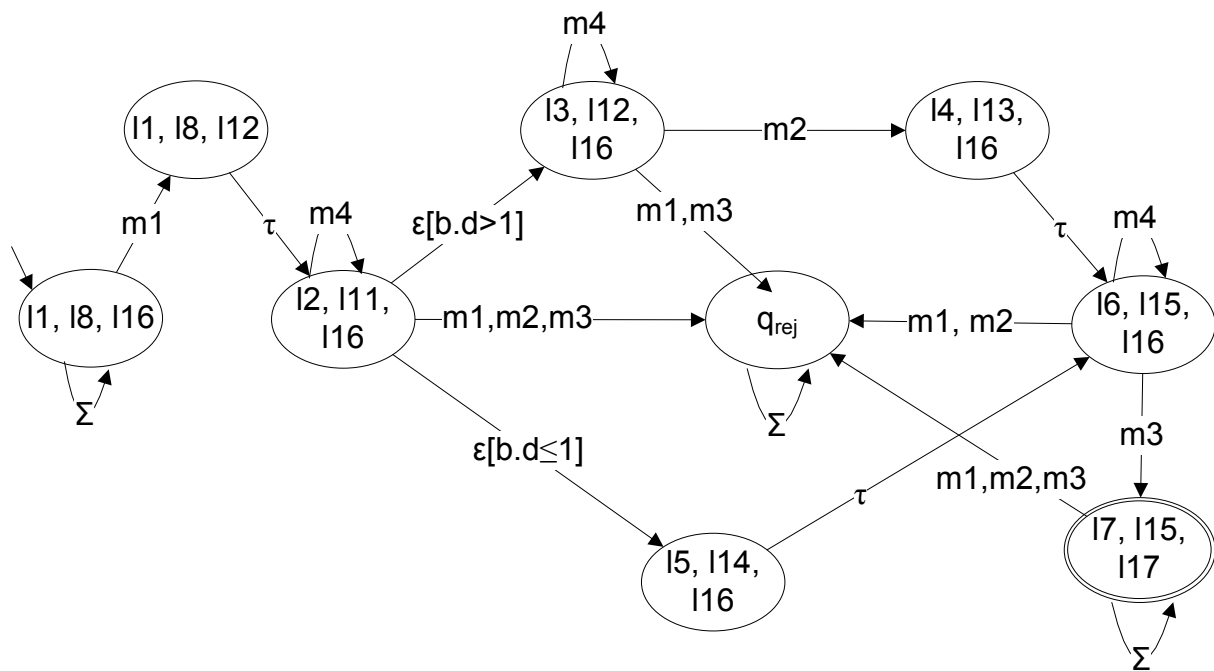 m4
l1, l8, l12
l3, l12,
l16
m2
l4, l13,
l16
m1
τ
m4
ε[b.d>1]
m1,m3
τ
m4
l1, l8, l16
l2, l11,
l16
m1,m2,m3
qrej
m1, m2
l6, l15,
l16
Σ
Σ
ε[b.d≤1]
m3
τ
m1,m2,m3
l5, l14,
l16
l7, l15,
l17
Σ